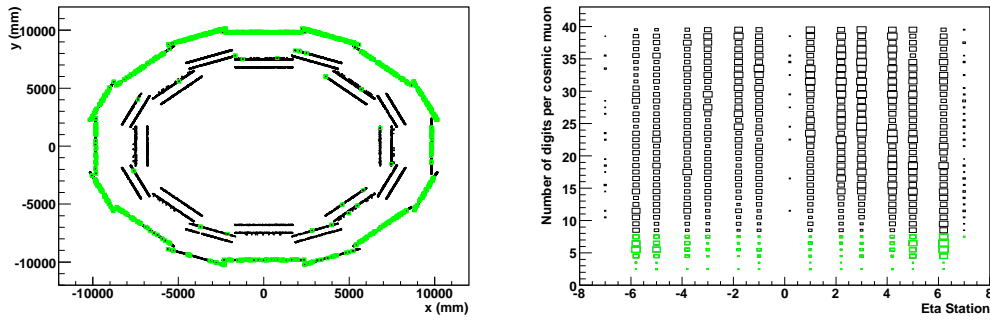 y (mm)
10000
5000
0
-5000
-10000
-10000 -5000 0 5000 10000
x (mm)
Number of digits per cosmic muon
40
35
30
25
20
15
10
5
0
-8 -6 -4 -2 0 2 4 6 8
Eta Station